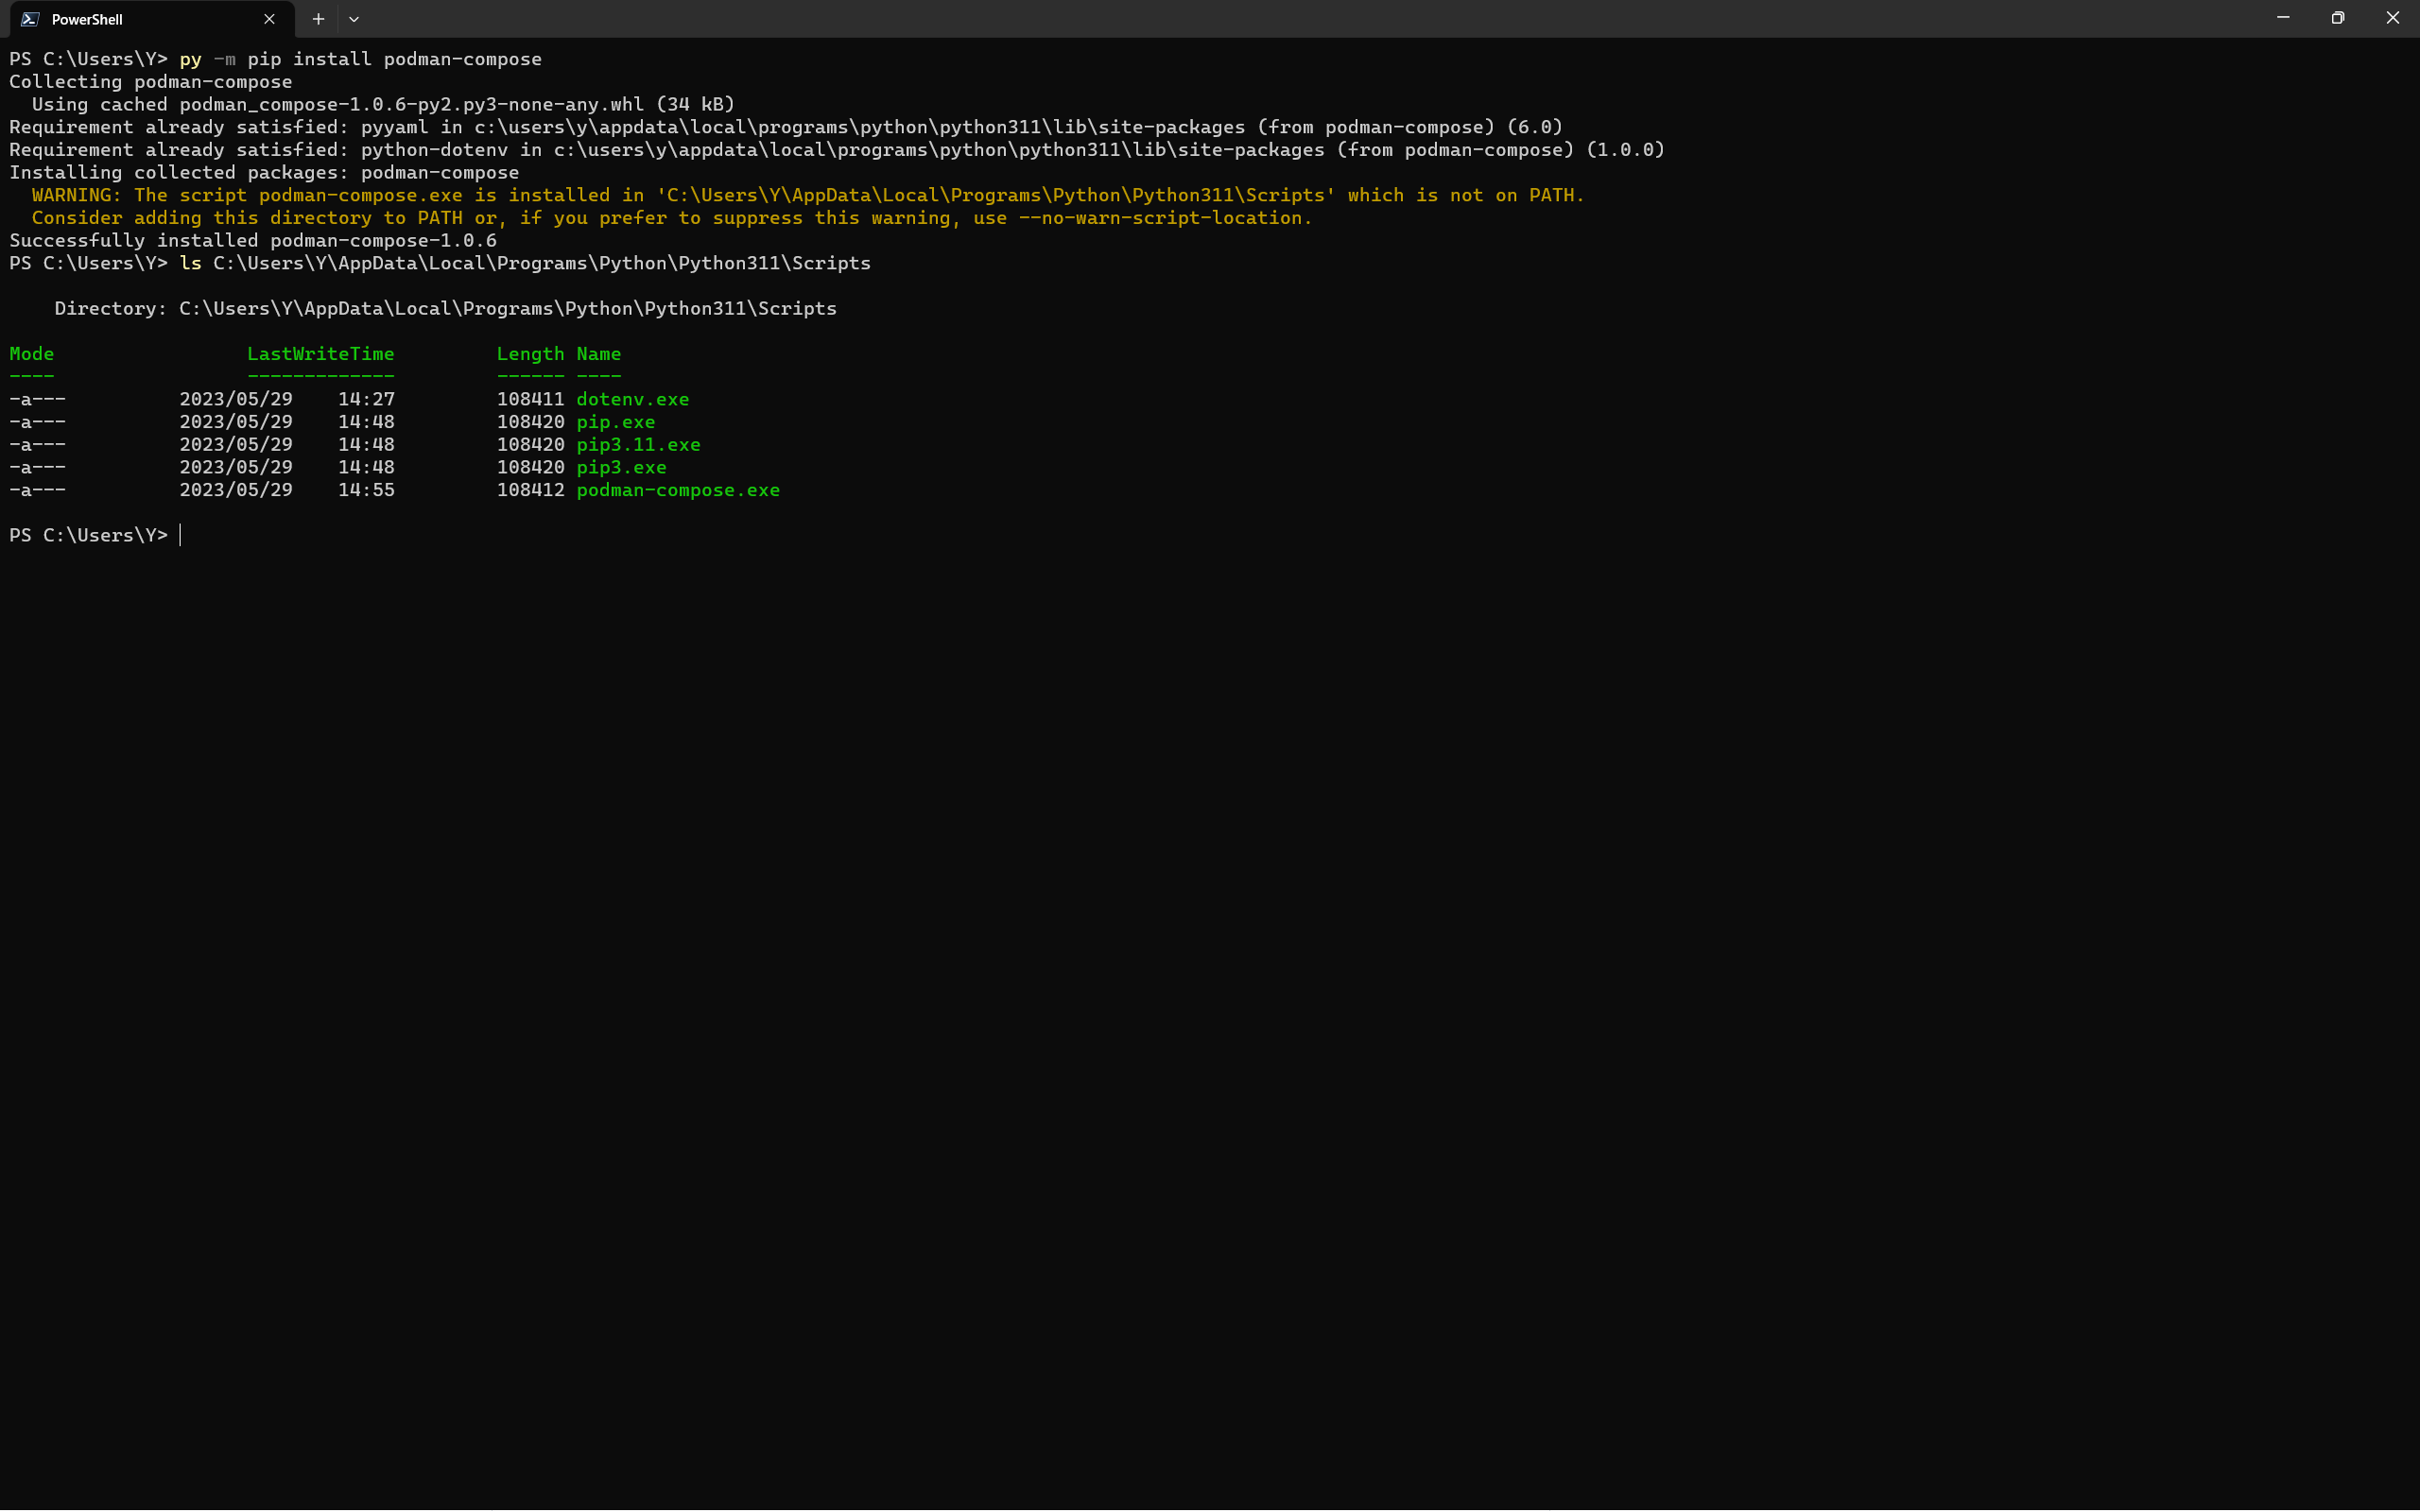 PowerShell
PS C:\Users\Y> py -m pip install podman-compose
Collecting podman-compose
  Using cached podman_compose-1.0.6-py2.py3-none-any.whl (34 kB)
Requirement already satisfied: pyyaml in c:\users\y\appdata\local\programs\python\python311\lib\site-packages (from podman-compose) (6.0)
Requirement already satisfied: python-dotenv in c:\users\y\appdata\local\programs\python\python311\lib\site-packages (from podman-compose) (1.0.0)
Installing collected packages: podman-compose
  WARNING: The script podman-compose.exe is installed in 'C:\Users\Y\AppData\Local\Programs\Python\Python311\Scripts' which is not on PATH.
  Consider adding this directory to PATH or, if you prefer to suppress this warning, use --no-warn-script-location.
Successfully installed podman-compose-1.0.6
PS C:\Users\Y> ls C:\Users\Y\AppData\Local\Programs\Python\Python311\Scripts
    Directory: C:\Users\Y\AppData\Local\Programs\Python\Python311\Scripts
Mode                 LastWriteTime         Length Name
----                 -------------         ------ ----
-a---          2023/05/29    14:27         108411 dotenv.exe
-a---          2023/05/29    14:48         108420 pip.exe
-a---          2023/05/29    14:48         108420 pip3.11.exe
-a---          2023/05/29    14:48         108420 pip3.exe
-a---          2023/05/29    14:55         108412 podman-compose.exe
PS C:\Users\Y>